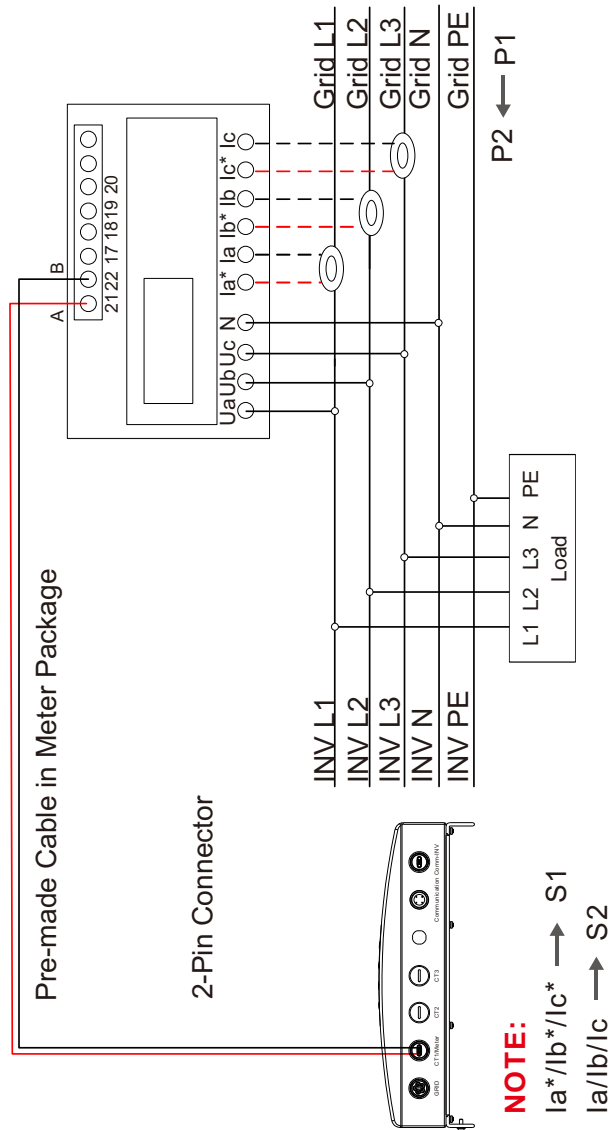 Pre-made Cable in Meter Package
2-Pin Connector
A
B
21 22 17 18 19 20
Ua Ub Uc N Ia* Ia Ib* Ib Ic* Ic
INV L1
INV L2
INV L3
INV N
INV PE
Grid L1
Grid L2
Grid L3
Grid N
Grid PE
P2 ← P1
L1 L2 L3 N PE
Load
GRID
CT1/Meter
CT2
CT3
Communication
Comm-INV
NOTE:
Ia*/Ib*/Ic* → S1
Ia/Ib/Ic → S2